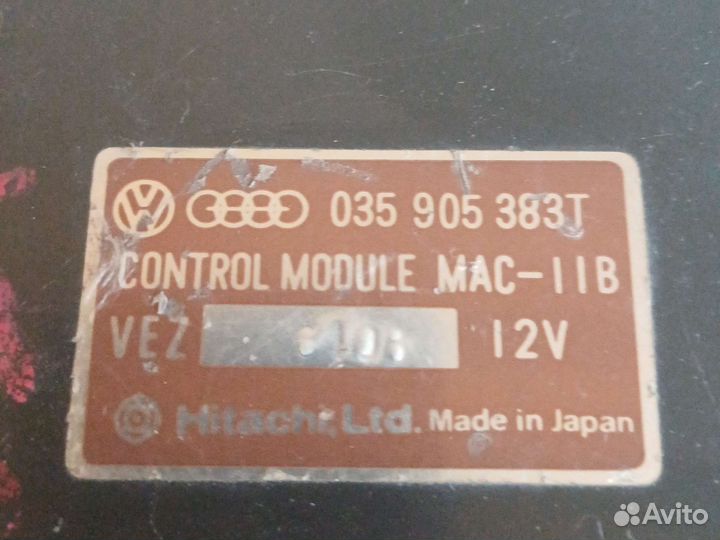 035 905 383T
CONTROL MODULE MAC-11B
VEZ 12V
Hitachi, Ltd. Made in Japan
Avito